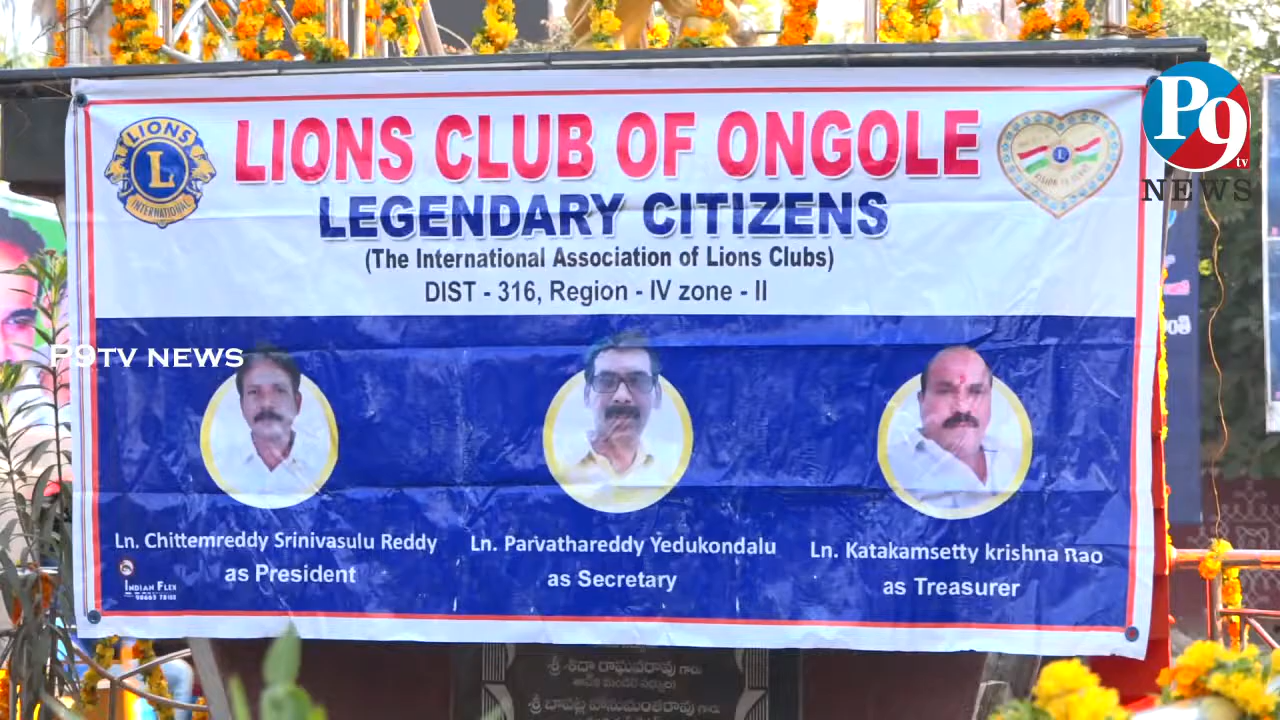 LIONS CLUB OF ONGOLE
LEGENDARY CITIZENS
(The International Association of Lions Clubs)
DIST - 316, Region - IV zone - II
LIONS
L
INTERNATIONAL
P9 tv
NEWS
P9TV NEWS
Ln. Chittemreddy Srinivasulu Reddy
as President
Ln. Parvathareddy Yedukondalu
as Secretary
Ln. Katakamsetty krishna Rao
as Treasurer
INDIAN FLEX
శ్రీ శిదా రాఘవరావు గారు